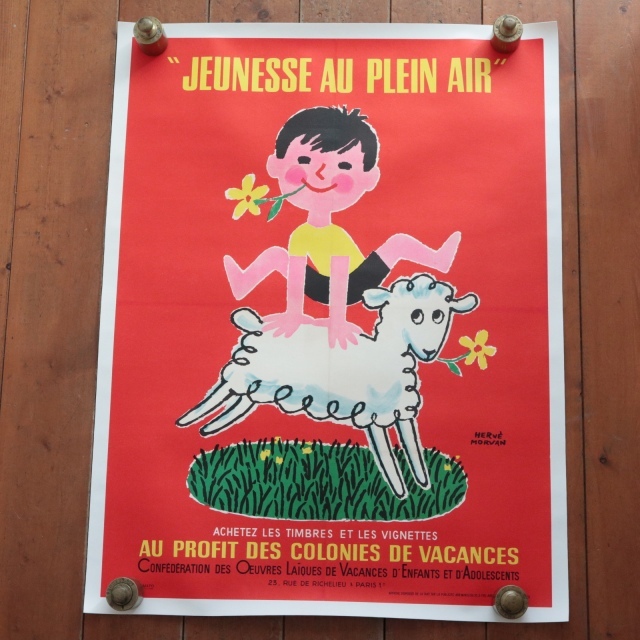 "JEUNESSE AU PLEIN AIR"
HERVÉ
MORVAN
ACHETEZ LES TIMBRES ET LES VIGNETTES
AU PROFIT DES COLONIES DE VACANCES
CONFÉDÉRATION DES OEUVRES LAÏQUES DE VACANCES D'ENFANTS ET D'ADOLESCENTS
23, RUE DE RICHELIEU • PARIS 1er